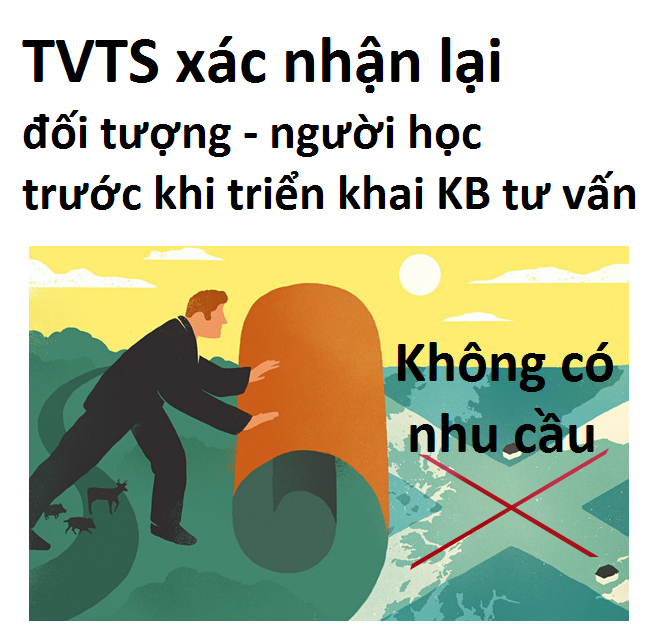 TVTS xác nhận lại
đối tượng - người học
trước khi triển khai KB tư vấn
Không có
nhu cầu